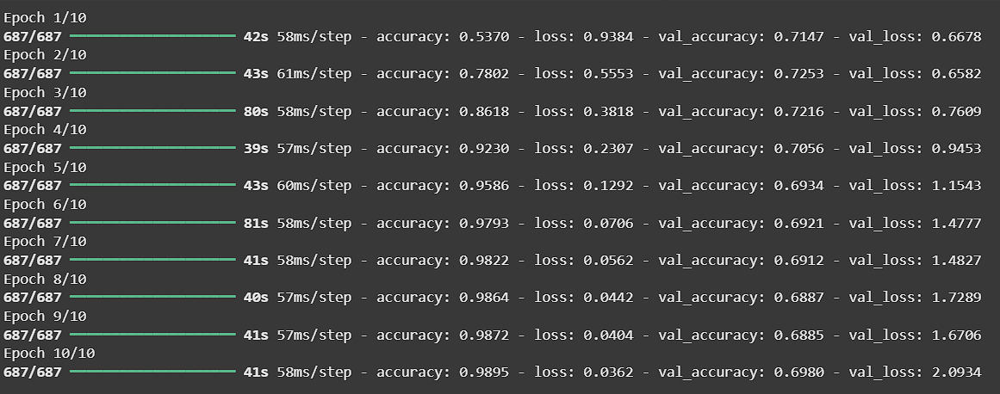 Epoch 1/10
687/687 ━━━━━━━━━━━━━━━━━━━━ 42s 58ms/step - accuracy: 0.5370 - loss: 0.9384 - val_accuracy: 0.7147 - val_loss: 0.6678
Epoch 2/10
687/687 ━━━━━━━━━━━━━━━━━━━━ 43s 61ms/step - accuracy: 0.7802 - loss: 0.5553 - val_accuracy: 0.7253 - val_loss: 0.6582
Epoch 3/10
687/687 ━━━━━━━━━━━━━━━━━━━━ 80s 58ms/step - accuracy: 0.8618 - loss: 0.3818 - val_accuracy: 0.7216 - val_loss: 0.7609
Epoch 4/10
687/687 ━━━━━━━━━━━━━━━━━━━━ 39s 57ms/step - accuracy: 0.9230 - loss: 0.2307 - val_accuracy: 0.7056 - val_loss: 0.9453
Epoch 5/10
687/687 ━━━━━━━━━━━━━━━━━━━━ 43s 60ms/step - accuracy: 0.9586 - loss: 0.1292 - val_accuracy: 0.6934 - val_loss: 1.1543
Epoch 6/10
687/687 ━━━━━━━━━━━━━━━━━━━━ 81s 58ms/step - accuracy: 0.9793 - loss: 0.0706 - val_accuracy: 0.6921 - val_loss: 1.4777
Epoch 7/10
687/687 ━━━━━━━━━━━━━━━━━━━━ 41s 58ms/step - accuracy: 0.9822 - loss: 0.0562 - val_accuracy: 0.6912 - val_loss: 1.4827
Epoch 8/10
687/687 ━━━━━━━━━━━━━━━━━━━━ 40s 57ms/step - accuracy: 0.9864 - loss: 0.0442 - val_accuracy: 0.6887 - val_loss: 1.7289
Epoch 9/10
687/687 ━━━━━━━━━━━━━━━━━━━━ 41s 57ms/step - accuracy: 0.9872 - loss: 0.0404 - val_accuracy: 0.6885 - val_loss: 1.6706
Epoch 10/10
687/687 ━━━━━━━━━━━━━━━━━━━━ 41s 58ms/step - accuracy: 0.9895 - loss: 0.0362 - val_accuracy: 0.6980 - val_loss: 2.0934